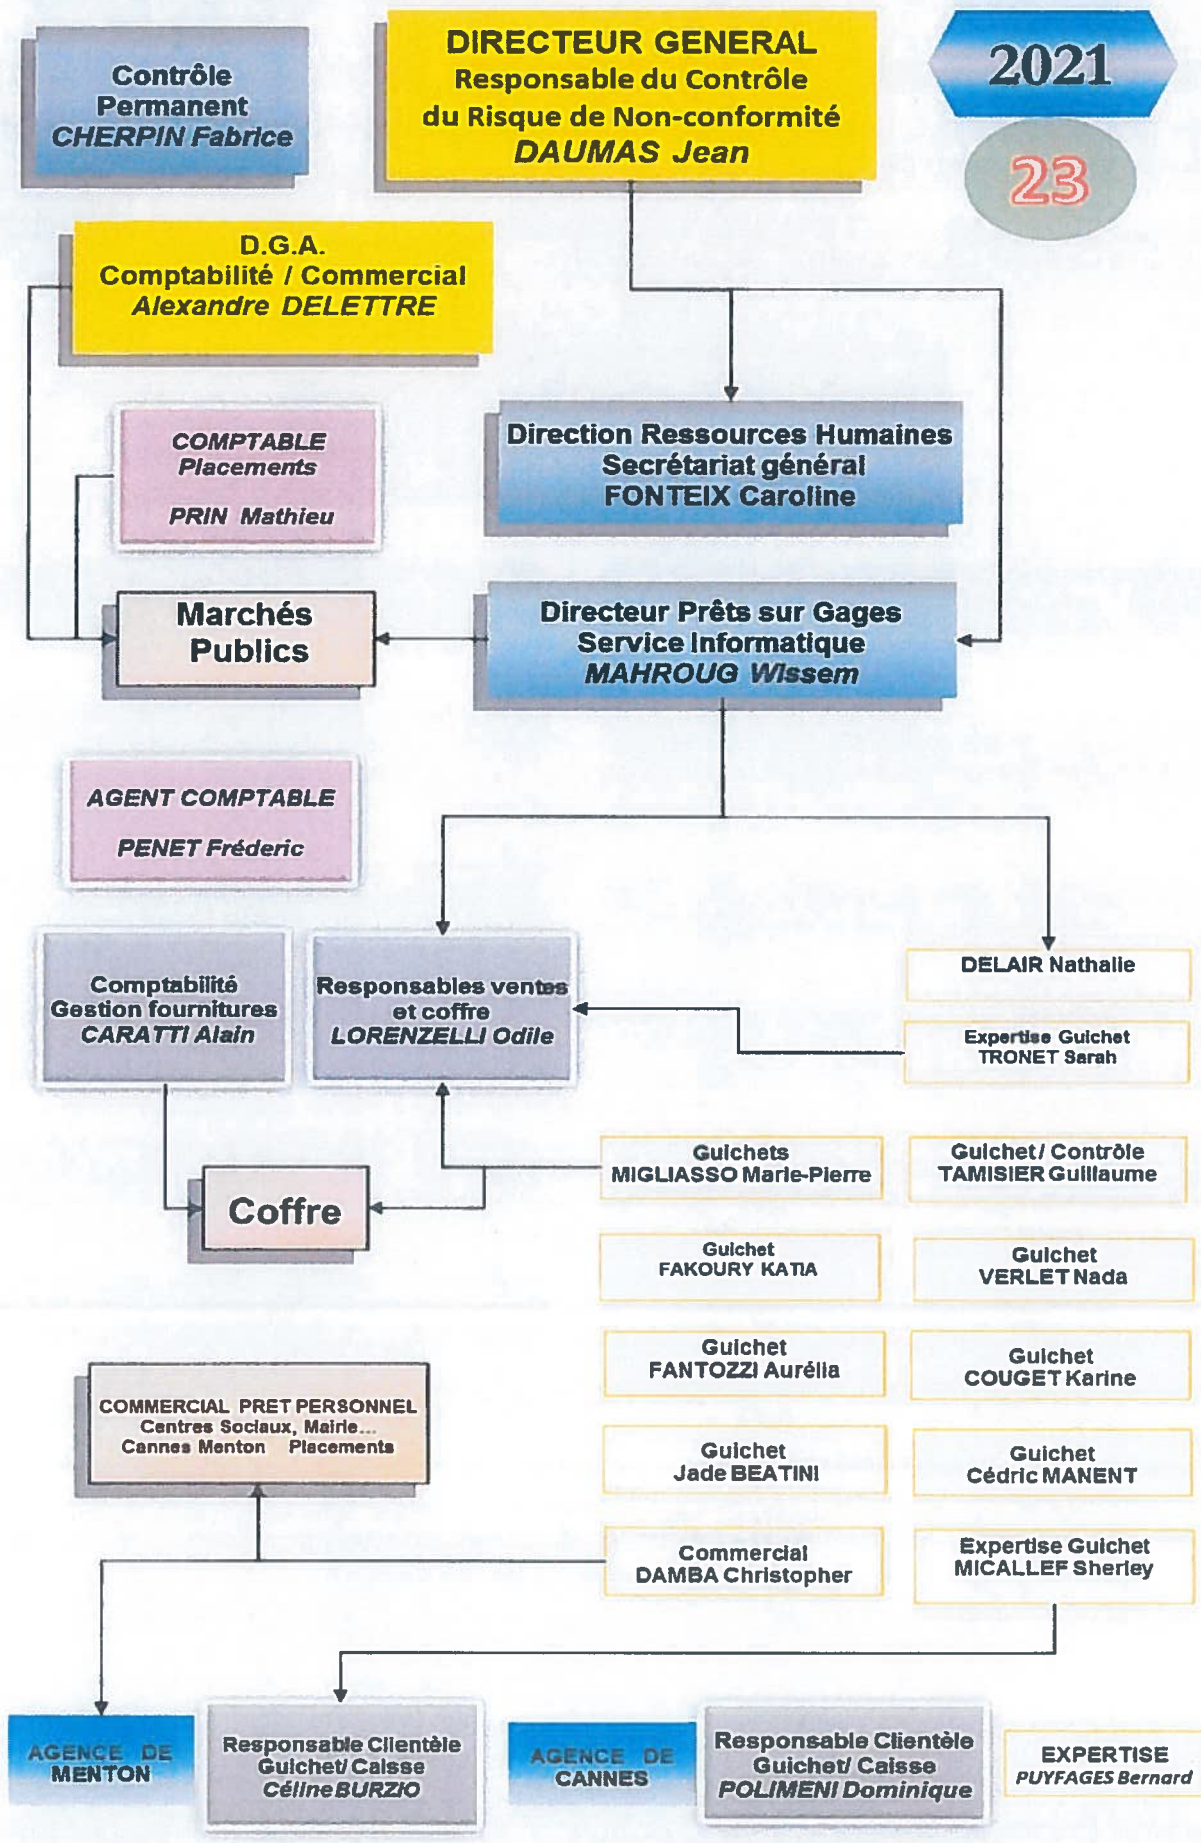 Contrôle
Permanent
CHERPIN Fabrice
DIRECTEUR GENERAL
Responsable du Contrôle
du Risque de Non-conformité
DAUMAS Jean
2021
23
D.G.A.
Comptabilité / Commercial
Alexandre DELETTRE
COMPTABLE
Placements
PRIN Mathieu
Direction Ressources Humaines
Secrétariat général
FONTEIX Caroline
Marchés
Publics
Directeur Prêts sur Gages
Service Informatique
MAHROUG Wissem
AGENT COMPTABLE
PENET Fréderic
Comptabilité
Gestion fournitures
CARATTI Alain
Responsables ventes
et coffre
LORENZELLI Odile
DELAIR Nathalie
Expertise Guichet
TRONET Sarah
Guichets
MIGLIASSO Marie-Pierre
Guichet/ Contrôle
TAMISIER Guillaume
Coffre
Guichet
FAKOURY KATIA
Guichet
VERLET Nada
Guichet
FANTOZZI Aurélia
Guichet
COUGET Karine
COMMERCIAL PRET PERSONNEL
Centres Sociaux, Mairie...
Cannes Menton Placements
Guichet
Jade BEATINI
Guichet
Cédric MANENT
Commercial
DAMBA Christopher
Expertise Guichet
MICALLEF Sherley
AGENCE DE
MENTON
Responsable Clientèle
Guichet/ Caisse
Céline BURZIO
AGENCE DE
CANNES
Responsable Clientèle
Guichet/ Caisse
POLIMENI Dominique
EXPERTISE
PUYFAGES Bernard